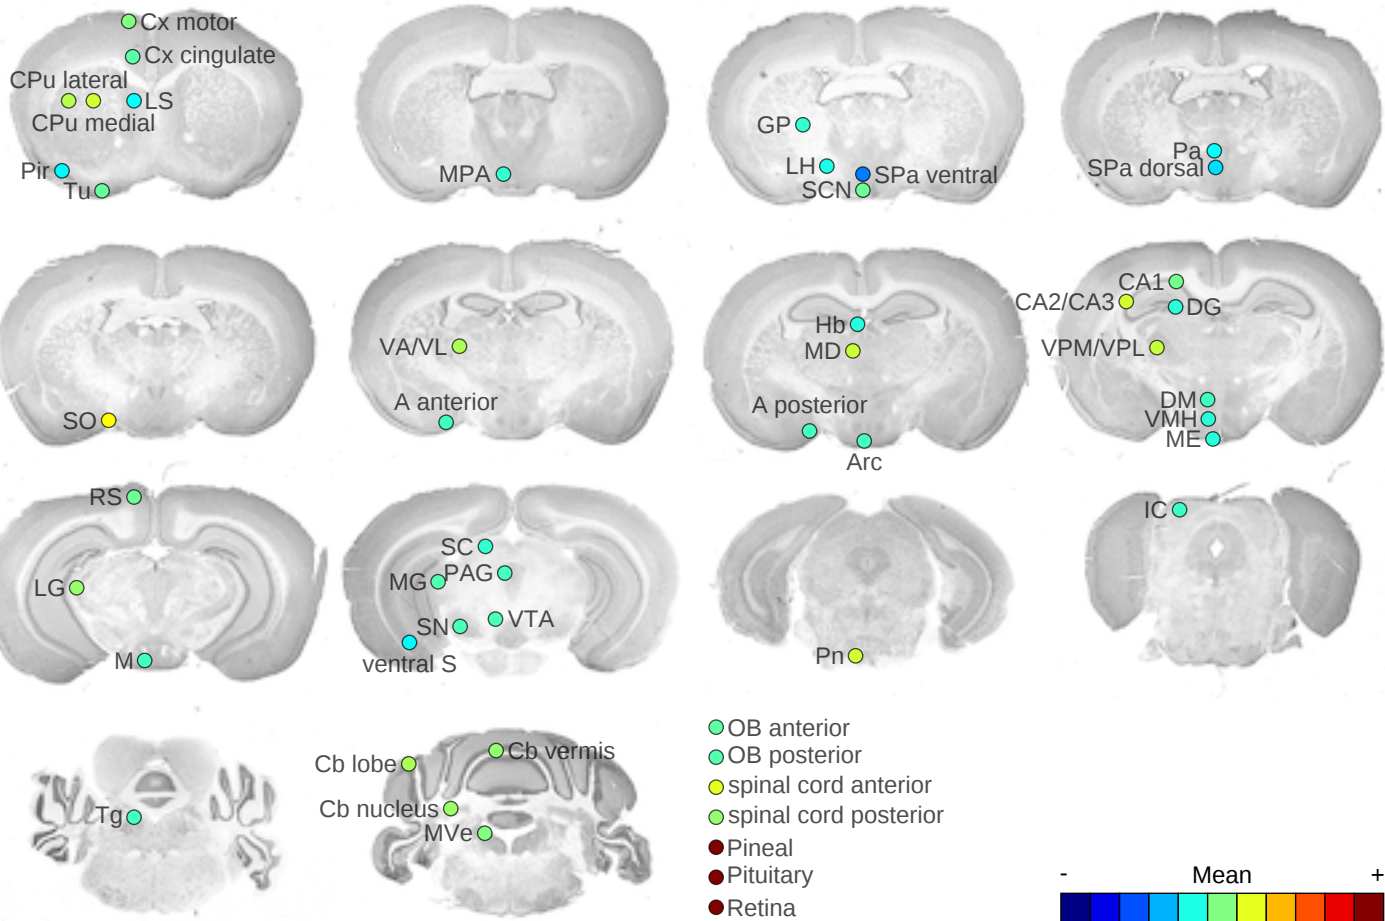 Cx motor
Cx cingulate
CPu lateral
LS
CPu medial
Pir
Tu
MPA
GP
LH
SPa ventral
SCN
Pa
SPa dorsal
SO
VA/VL
A anterior
Hb
MD
A posterior
Arc
CA1
CA2/CA3
DG
VPM/VPL
DM
VMH
ME
RS
LG
M
SC
PAG
MG
VTA
SN
ventral S
Pn
IC
Tg
Cb vermis
Cb lobe
Cb nucleus
MVe
OB anterior
OB posterior
spinal cord anterior
spinal cord posterior
Pineal
Pituitary
Retina
- Mean +